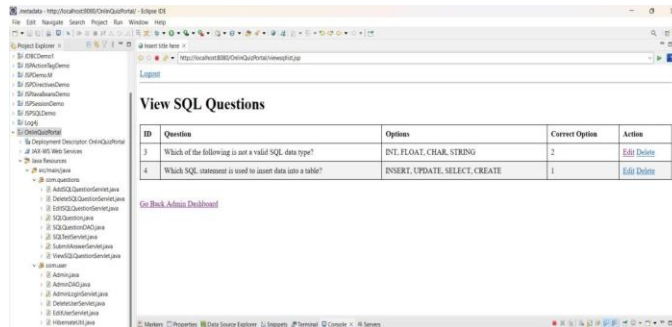 .metadata - http://localhost:8080/OnlinQuizPortal/ - Eclipse IDE
File Edit Navigate Search Project Run Window Help
Project Explorer
Insert title here
http://localhost:8080/OnlinQuizPortal/viewsqllist.jsp
JDBCDemo1
JSPActionTagDemo
JSPDemo.M
JSPDirectivesDemo
JSPJavaBeansDemo
JSPSessionDemo
JSPSQLDemo
Log4j
OnlinQuizPortal
Deployment Descriptor: OnlinQuizPortal
JAX-WS Web Services
Java Resources
src/main/java
com.questions
AddSQLQuestionServlet.java
DeleteSQLQuestionServlet.java
EditSQLQuestionServlet.java
SQLQuestion.java
SQLQuestionDAO.java
SQLTestServlet.java
SubmitAnswerServlet.java
ViewSQLQuestionServlet.java
com.user
Admin.java
AdminDAO.java
AdminLoginServlet.java
DeleteUserServlet.java
EditUserServlet.java
HibernateUtil.java
Logout
View SQL Questions
ID Question Options Correct Option Action
3 Which of the following is not a valid SQL data type? INT, FLOAT, CHAR, STRING 2 Edit Delete
4 Which SQL statement is used to insert data into a table? INSERT, UPDATE, SELECT, CREATE 1 Edit Delete
Go Back Admin Dashboard
Markers Properties Data Source Explorer Snippets Terminal Console Servers